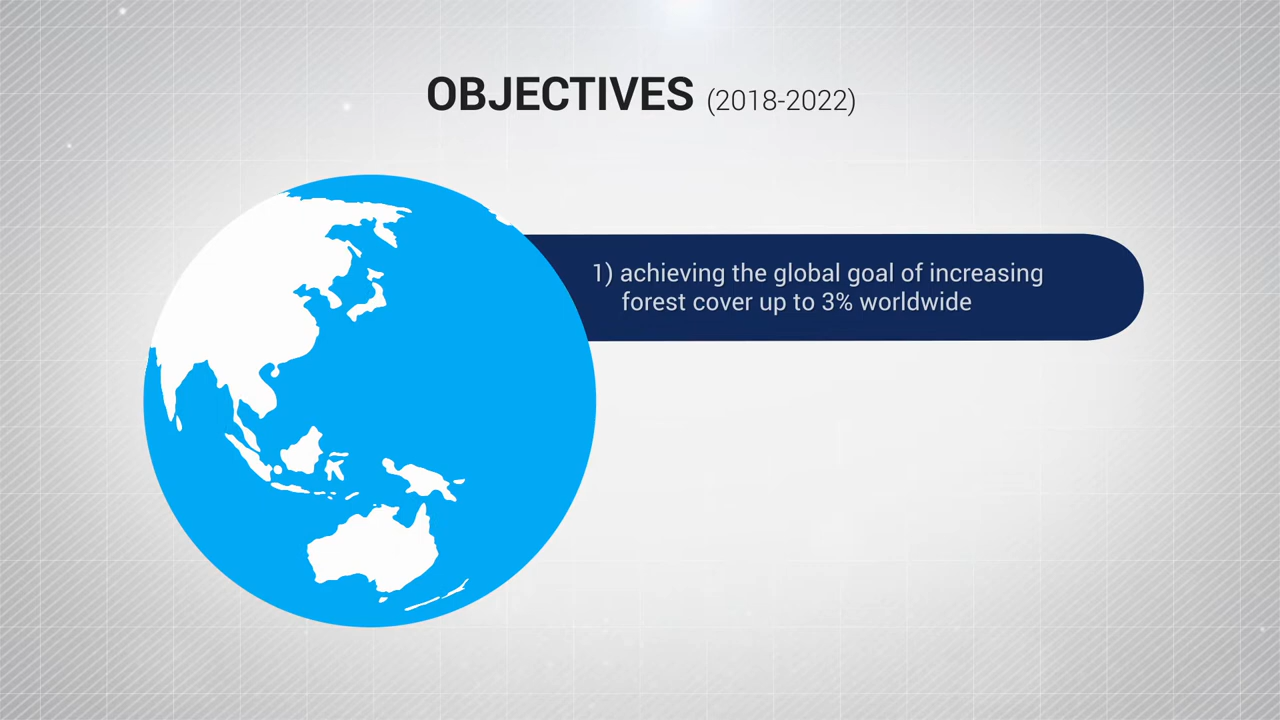 OBJECTIVES (2018-2022)
1) achieving the global goal of increasing
forest cover up to 3% worldwide